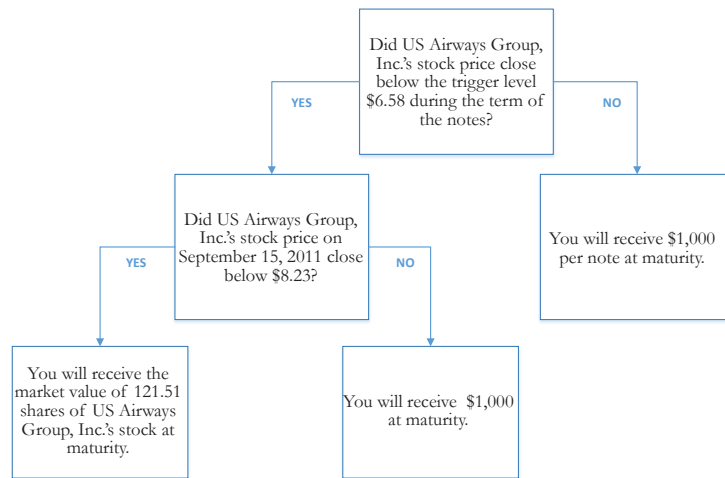 Did US Airways Group,
Inc.'s stock price close
below the trigger level
$6.58 during the term of
the notes?
YES
NO
Did US Airways Group,
Inc.'s stock price on
September 15, 2011 close
below $8.23?
You will receive $1,000
per note at maturity.
YES
NO
You will receive the
market value of 121.51
shares of US Airways
Group, Inc.'s stock at
maturity.
You will receive $1,000
at maturity.